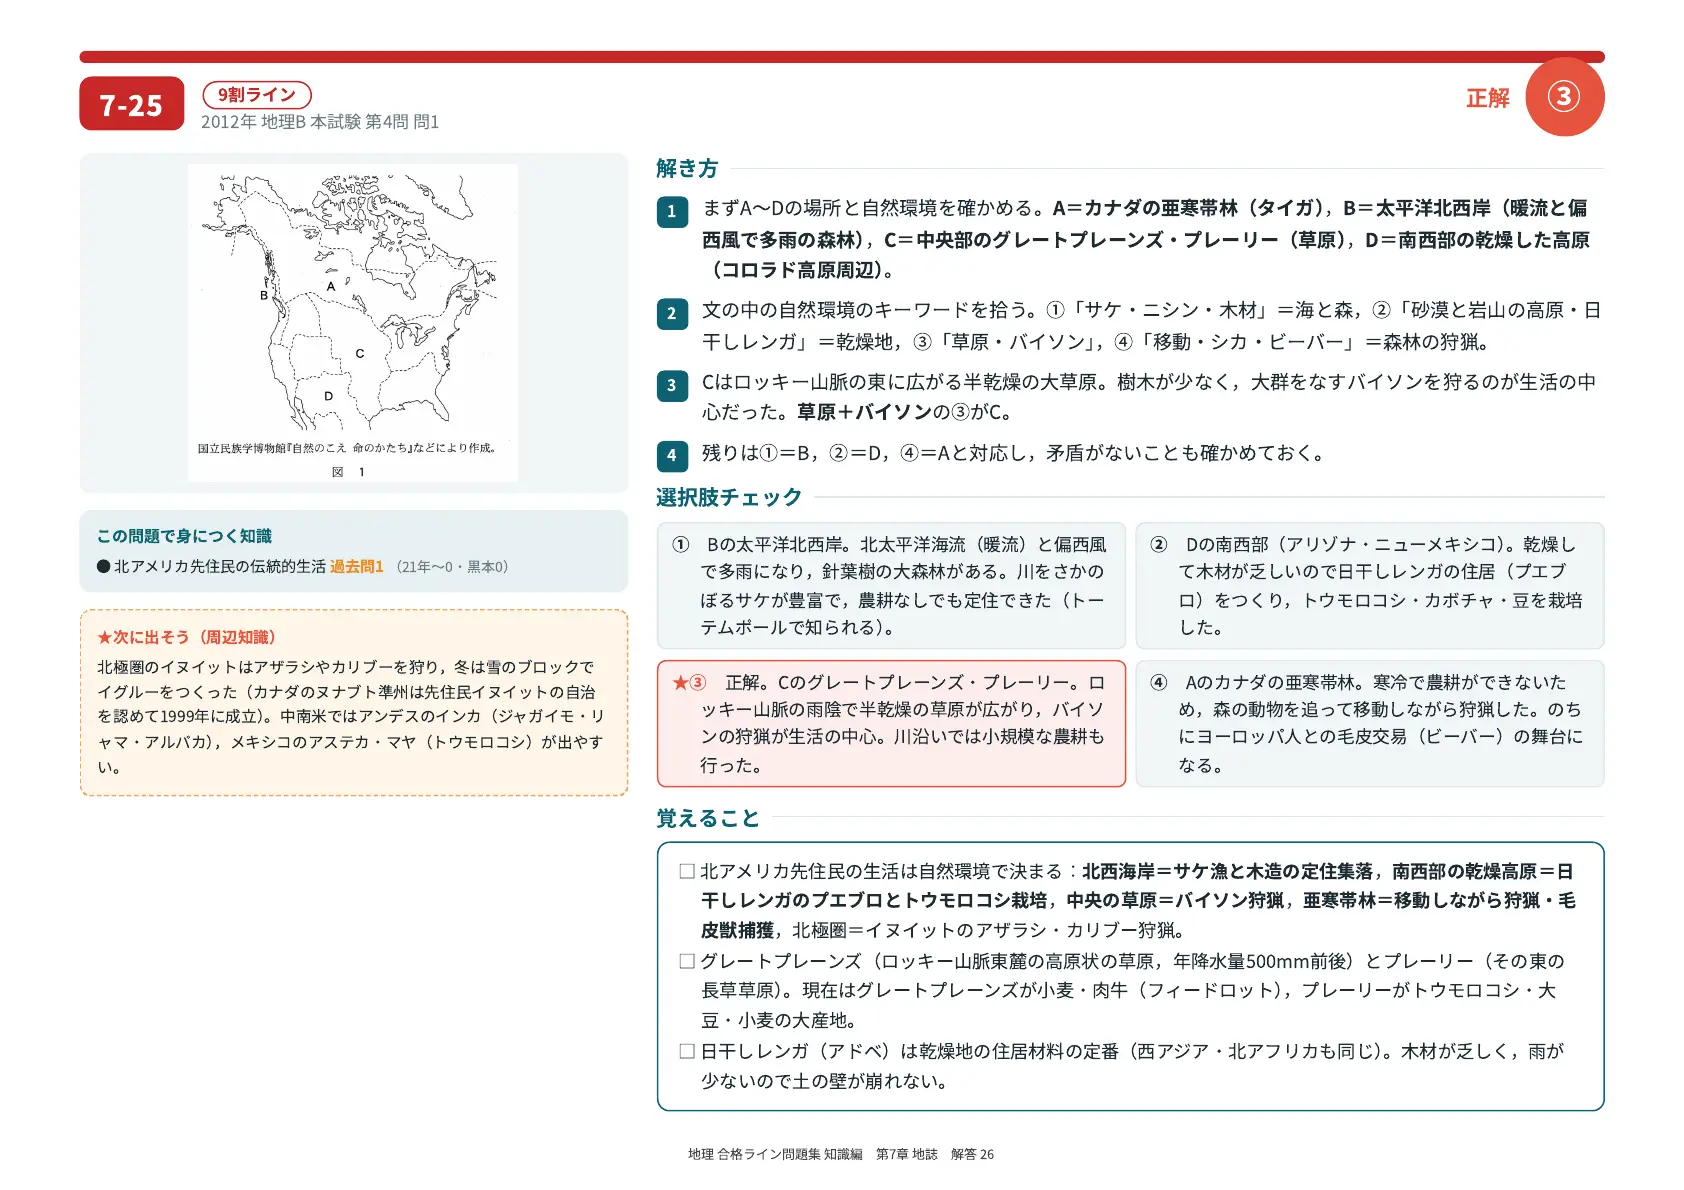 7-25
9割ライン
2012年 地理B 本試験 第4問 問1
正解 ③
A
B
C
D
国立民族学博物館『自然のこえ 命のかたち』などにより作成。
図 1
この問題で身につく知識
●北アメリカ先住民の伝統的生活 過去問1 （21年〜0・黒本0）
★次に出そう（周辺知識）
北極圏のイヌイットはアザラシやカリブーを狩り，冬は雪のブロックで
イグルーをつくった（カナダのヌナブト準州は先住民イヌイットの自治
を認めて1999年に成立）。中南米ではアンデスのインカ（ジャガイモ・リ
ャマ・アルパカ），メキシコのアステカ・マヤ（トウモロコシ）が出やす
い。
解き方
1 まずA〜Dの場所と自然環境を確かめる。A＝カナダの亜寒帯林（タイガ），B＝太平洋北西岸（暖流と偏
西風で多雨の森林），C＝中央部のグレートプレーンズ・プレーリー（草原），D＝南西部の乾燥した高原
（コロラド高原周辺）。
2 文の中の自然環境のキーワードを拾う。①「サケ・ニシン・木材」＝海と森，②「砂漠と岩山の高原・日
干しレンガ」＝乾燥地，③「草原・バイソン」，④「移動・シカ・ビーバー」＝森林の狩猟。
3 Cはロッキー山脈の東に広がる半乾燥の大草原。樹木が少なく，大群をなすバイソンを狩るのが生活の中
心だった。草原＋バイソンの③がC。
4 残りは①＝B，②＝D，④＝Aと対応し，矛盾がないことも確かめておく。
選択肢チェック
① Bの太平洋北西岸。北太平洋海流（暖流）と偏西風
で多雨になり，針葉樹の大森林がある。川をさかの
ぼるサケが豊富で，農耕なしでも定住できた（トー
テムポールで知られる）。
② Dの南西部（アリゾナ・ニューメキシコ）。乾燥し
て木材が乏しいので日干しレンガの住居（プエブ
ロ）をつくり，トウモロコシ・カボチャ・豆を栽培
した。
★③ 正解。Cのグレートプレーンズ・プレーリー。ロ
ッキー山脈の雨陰で半乾燥の草原が広がり，バイソ
ンの狩猟が生活の中心。川沿いでは小規模な農耕も
行った。
④ Aのカナダの亜寒帯林。寒冷で農耕ができないた
め，森の動物を追って移動しながら狩猟した。のち
にヨーロッパ人との毛皮交易（ビーバー）の舞台に
なる。
覚えること
□ 北アメリカ先住民の生活は自然環境で決まる：北西海岸＝サケ漁と木造の定住集落，南西部の乾燥高原＝日
干しレンガのプエブロとトウモロコシ栽培，中央の草原＝バイソン狩猟，亜寒帯林＝移動しながら狩猟・毛
皮獣捕獲，北極圏＝イヌイットのアザラシ・カリブー狩猟。
□ グレートプレーンズ（ロッキー山脈東麓の高原状の草原，年降水量500mm前後）とプレーリー（その東の
長草草原）。現在はグレートプレーンズが小麦・肉牛（フィードロット），プレーリーがトウモロコシ・大
豆・小麦の大産地。
□ 日干しレンガ（アドベ）は乾燥地の住居材料の定番（西アジア・北アフリカも同じ）。木材が乏しく，雨が
少ないので土の壁が崩れない。
地理 合格ライン問題集 知識編 第7章 地誌 解答 26